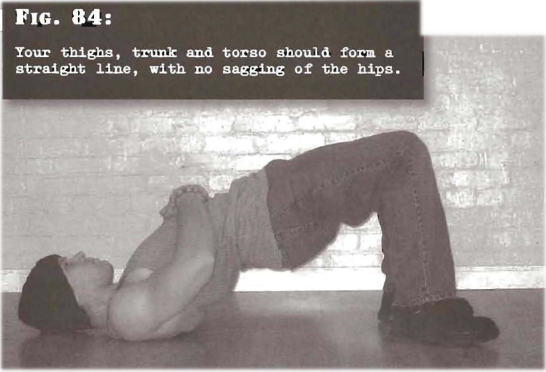 FIG. 84:
Your thighs, trunk and torso should form a
straight line, with no sagging of the hips.